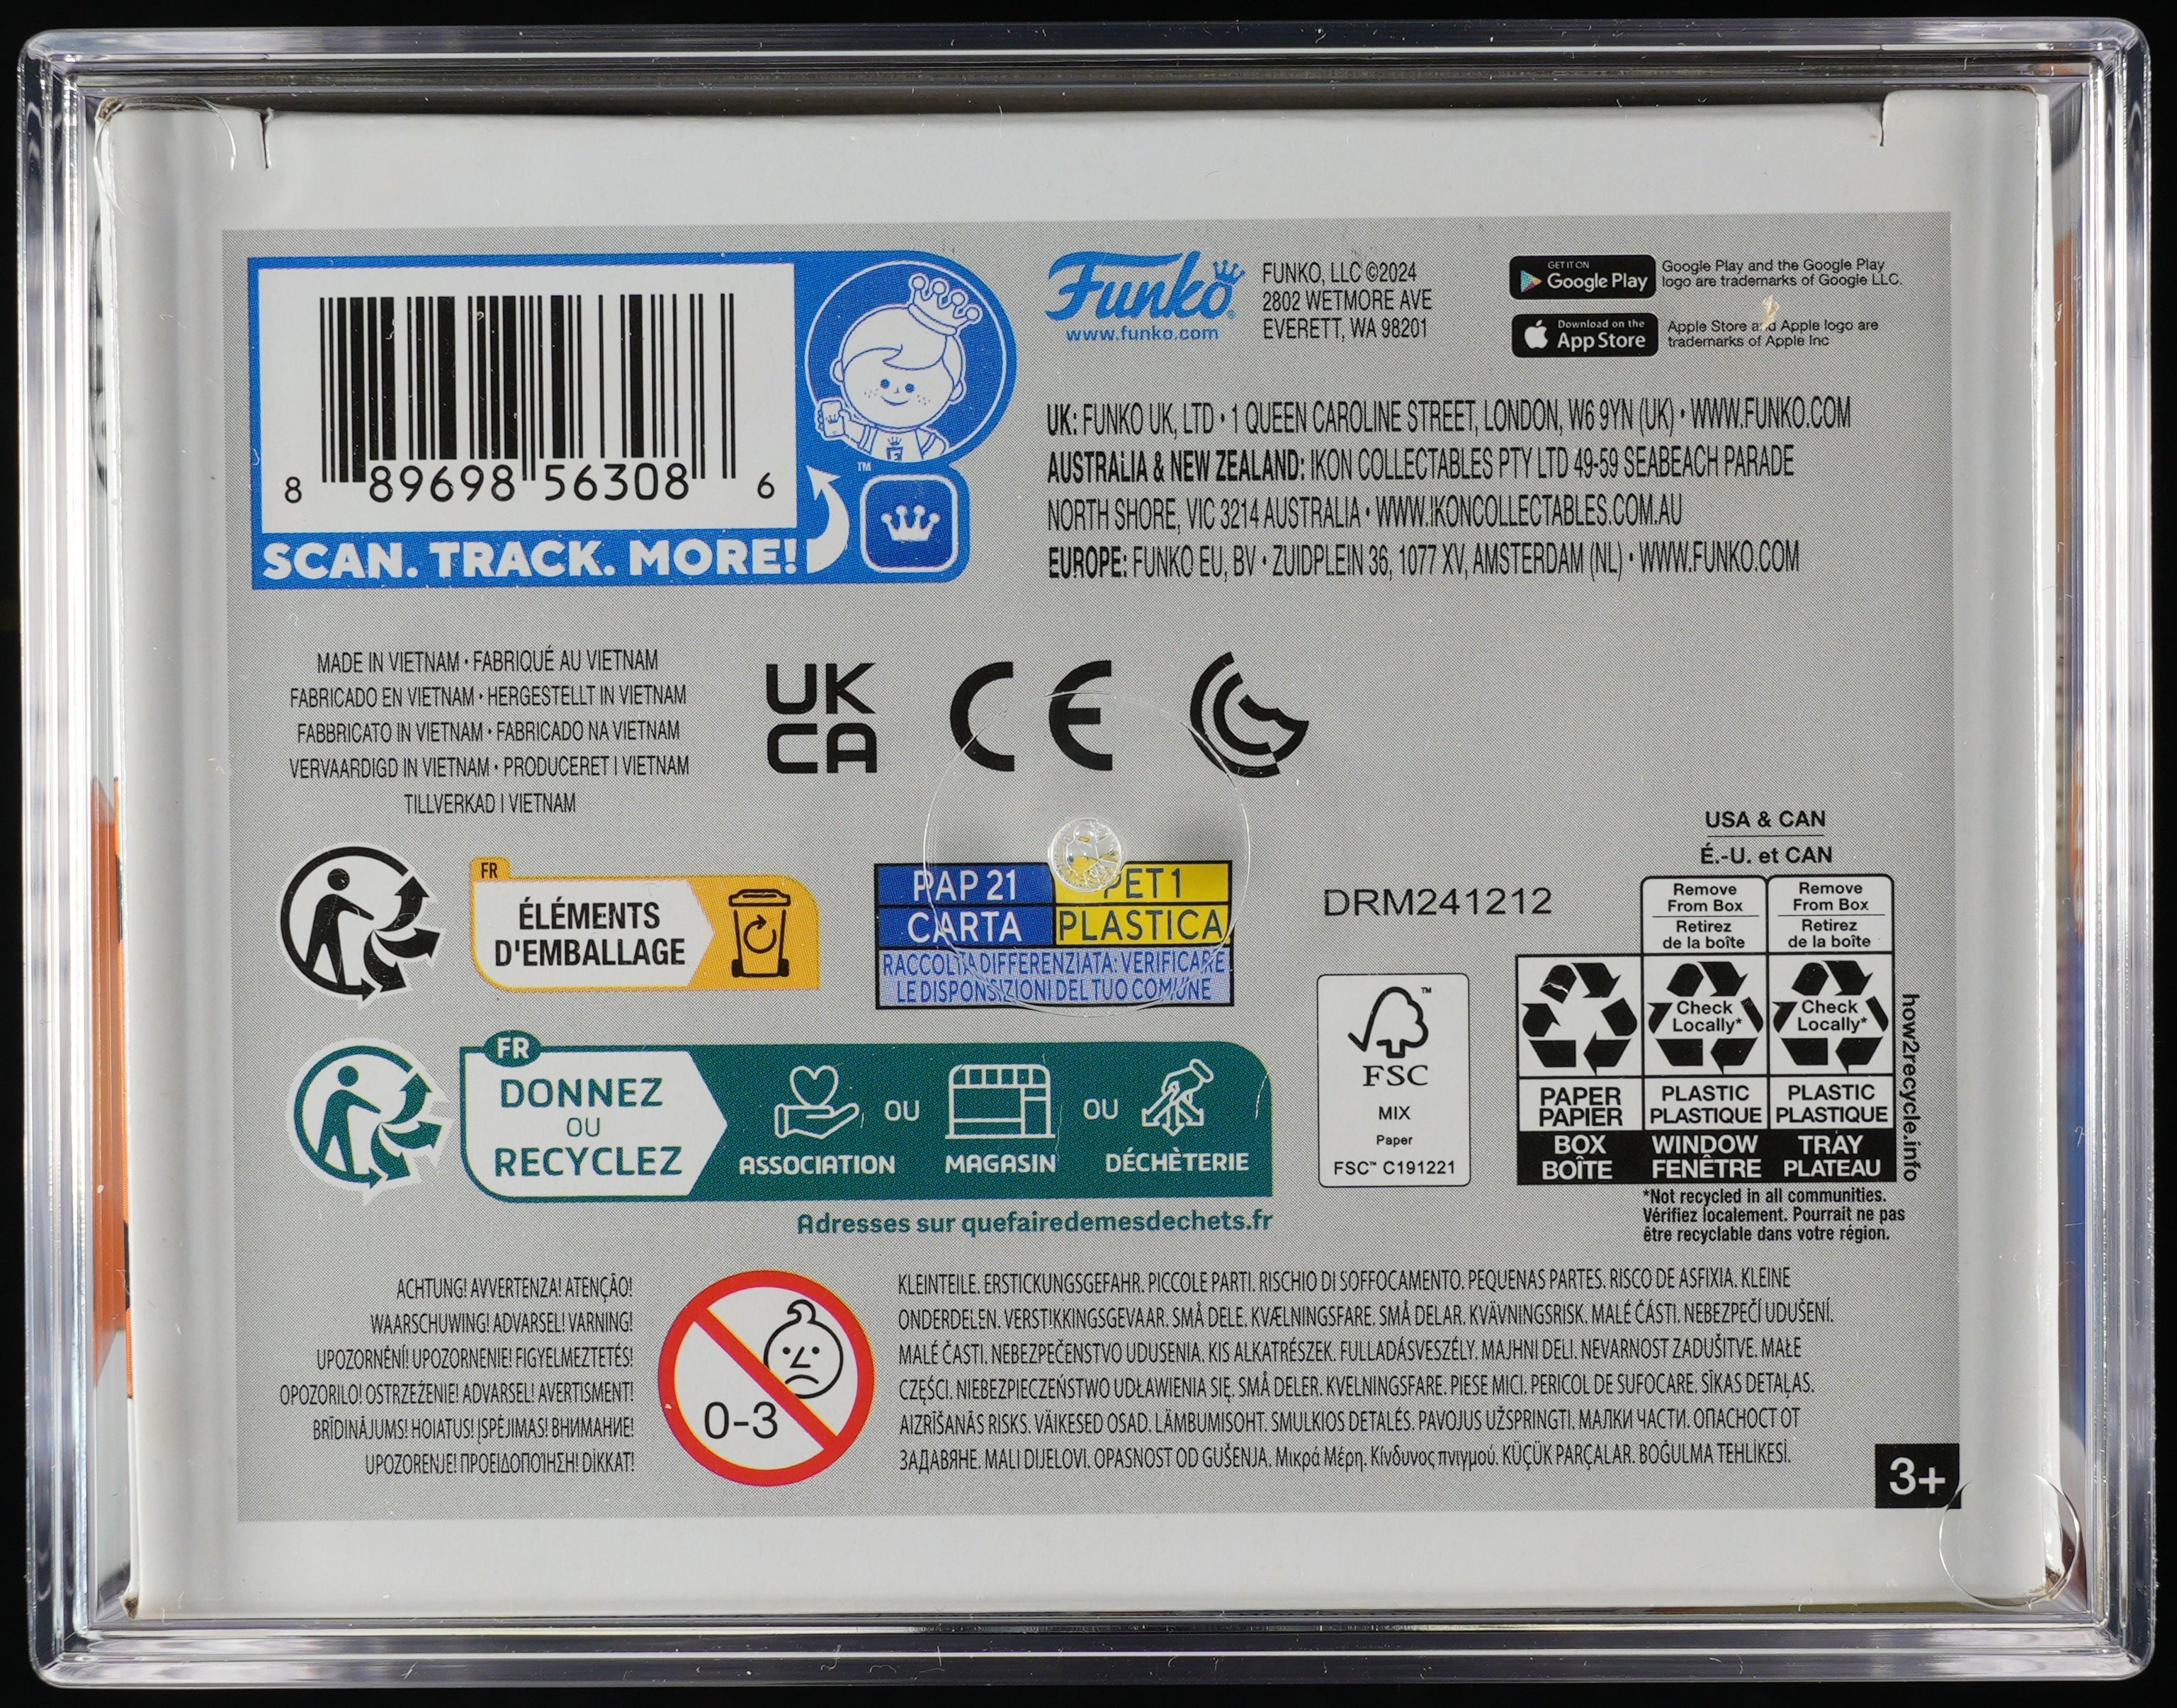 8 89698 56308 6
SCAN. TRACK. MORE!
™
Funko®
www.funko.com
FUNKO, LLC ©2024
2802 WETMORE AVE
EVERETT, WA 98201
GET IT ON
Google Play
Google Play and the Google Play
logo are trademarks of Google LLC.
Download on the
App Store
Apple Store and Apple logo are
trademarks of Apple Inc
UK: FUNKO UK, LTD • 1 QUEEN CAROLINE STREET, LONDON, W6 9YN (UK) • WWW.FUNKO.COM
AUSTRALIA & NEW ZEALAND: IKON COLLECTABLES PTY LTD 49-59 SEABEACH PARADE
NORTH SHORE, VIC 3214 AUSTRALIA • WWW.IKONCOLLECTABLES.COM.AU
EUROPE: FUNKO EU, BV • ZUIDPLEIN 36, 1077 XV, AMSTERDAM (NL) • WWW.FUNKO.COM
MADE IN VIETNAM • FABRIQUÉ AU VIETNAM
FABRICADO EN VIETNAM • HERGESTELLT IN VIETNAM
FABBRICATO IN VIETNAM • FABRICADO NA VIETNAM
VERVAARDIGD IN VIETNAM • PRODUCERET I VIETNAM
TILLVERKAD I VIETNAM
UK
CA
CE
FR
ÉLÉMENTS
D'EMBALLAGE
PAP 21
CARTA
PET 1
PLASTICA
RACCOLTA DIFFERENZIATA: VERIFICARE
LE DISPONSIZIONI DEL TUO COMUNE
DRM241212
USA & CAN
É.-U. et CAN
Remove
From Box
Retirez
de la boîte
Remove
From Box
Retirez
de la boîte
Check
Locally*
Check
Locally*
PAPER
PAPIER
PLASTIC
PLASTIQUE
PLASTIC
PLASTIQUE
BOX
BOÎTE
WINDOW
FENÊTRE
TRAY
PLATEAU
how2recycle.info
*Not recycled in all communities.
Vérifiez localement. Pourrait ne pas
être recyclable dans votre région.
™
FSC
MIX
Paper
FSC™ C191221
FR
DONNEZ
OU
RECYCLEZ
ASSOCIATION
OU
MAGASIN
OU
DÉCHÈTERIE
Adresses sur quefairedemesdechets.fr
ACHTUNG! AVVERTENZA! ATENÇÃO!
WAARSCHUWING! ADVARSEL! VARNING!
UPOZORNĚNÍ! UPOZORNENIE! FIGYELMEZTETÉS!
OPOZORILO! OSTRZEŻENIE! ADVARSEL! AVERTISMENT!
BRĪDINĀJUMS! HOIATUS! ĮSPĖJIMAS! ВНИМАНИЕ!
UPOZORENJE! ΠΡΟΕΙΔΟΠΟΊΗΣΗ! DİKKAT!
0-3
KLEINTEILE. ERSTICKUNGSGEFAHR. PICCOLE PARTI. RISCHIO DI SOFFOCAMENTO. PEQUENAS PARTES. RISCO DE ASFIXIA. KLEINE
ONDERDELEN. VERSTIKKINGSGEVAAR. SMÅ DELE. KVÆLNINGSFARE. SMÅ DELAR. KVÄVNINGSRISK. MALÉ ČÁSTI. NEBEZPEČÍ UDUŠENÍ.
MALÉ ČASTI. NEBEZPEČENSTVO UDUSENIA. KIS ALKATRÉSZEK. FULLADÁSVESZÉLY. MAJHNI DELI. NEVARNOST ZADUŠITVE. MAŁE
CZĘŚCI. NIEBEZPIECZEŃSTWO UDŁAWIENIA SIĘ. SMÅ DELER. KVELNINGSFARE. PIESE MICI. PERICOL DE SUFOCARE. SĪKAS DETAĻAS.
AIZRĪŠANĀS RISKS. VÄIKESED OSAD. LÄMBUMISOHT. SMULKIOS DETALĖS. PAVOJUS UŽSPRINGTI. МАЛКИ ЧАСТИ. ОПАСНОСТ ОТ
ЗАДАВЯНЕ. MALI DIJELOVI. OPASNOST OD GUŠENJA. Μικρά Μέρη. Κίνδυνος πνιγμού. KÜÇÜK PARÇALAR. BOĞULMA TEHLİKESİ.
3+